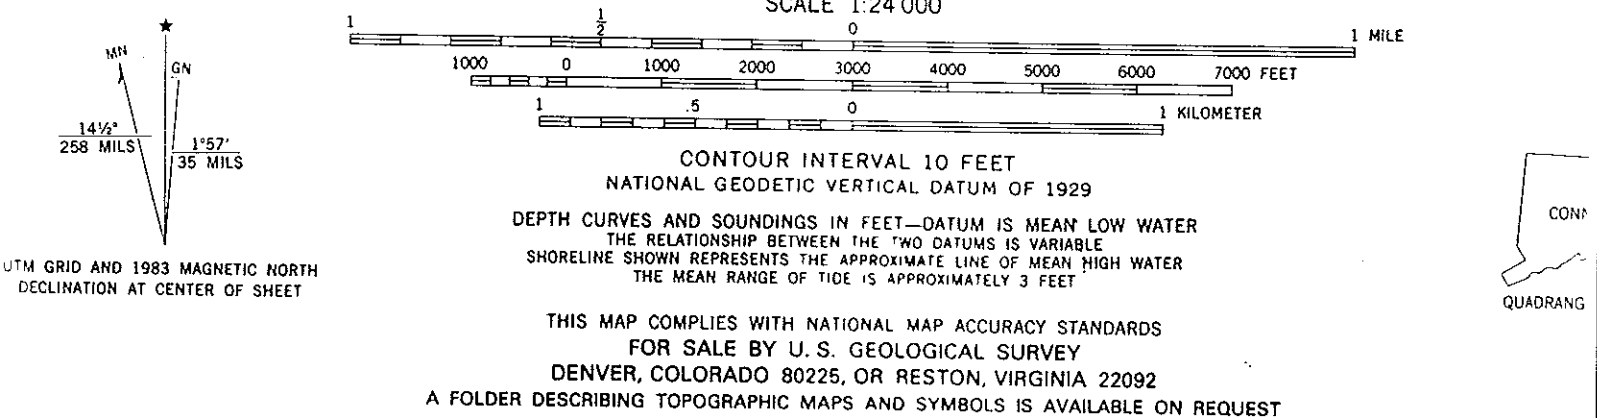 SCALE 1:24 000
1 ½ 0 1 MILE
1000 0 1000 2000 3000 4000 5000 6000 7000 FEET
1 .5 0 1 KILOMETER
CONTOUR INTERVAL 10 FEET
NATIONAL GEODETIC VERTICAL DATUM OF 1929
DEPTH CURVES AND SOUNDINGS IN FEET—DATUM IS MEAN LOW WATER
THE RELATIONSHIP BETWEEN THE TWO DATUMS IS VARIABLE
SHORELINE SHOWN REPRESENTS THE APPROXIMATE LINE OF MEAN HIGH WATER
THE MEAN RANGE OF TIDE IS APPROXIMATELY 3 FEET
THIS MAP COMPLIES WITH NATIONAL MAP ACCURACY STANDARDS
FOR SALE BY U. S. GEOLOGICAL SURVEY
DENVER, COLORADO 80225, OR RESTON, VIRGINIA 22092
A FOLDER DESCRIBING TOPOGRAPHIC MAPS AND SYMBOLS IS AVAILABLE ON REQUEST
★
MN
GN
14½°
258 MILS
1°57′
35 MILS
UTM GRID AND 1983 MAGNETIC NORTH
DECLINATION AT CENTER OF SHEET
CONN
QUADRANG